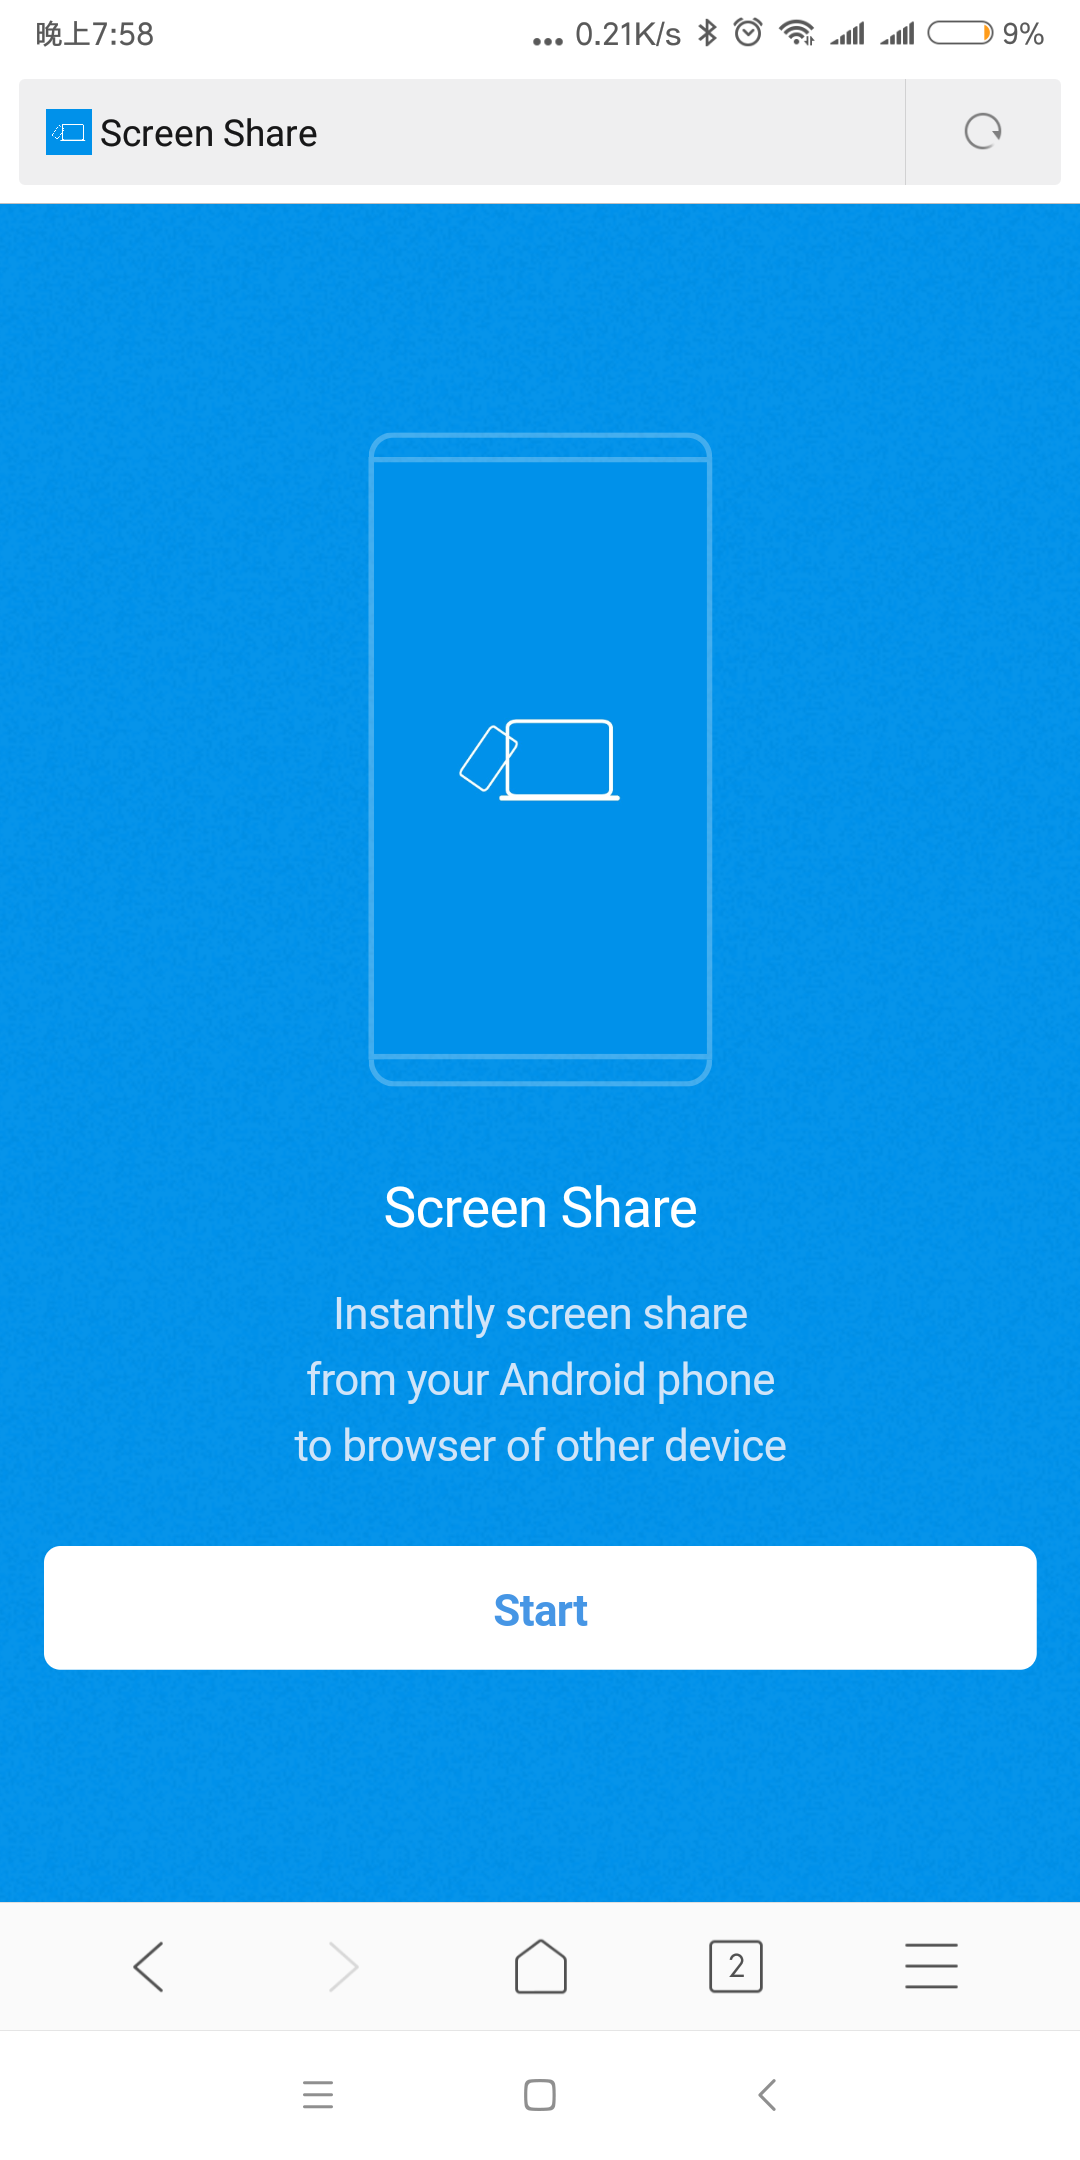 晚上7:58
... 0.21K/s 9%
Screen Share
Screen Share
Instantly screen share
from your Android phone
to browser of other device
Start
2